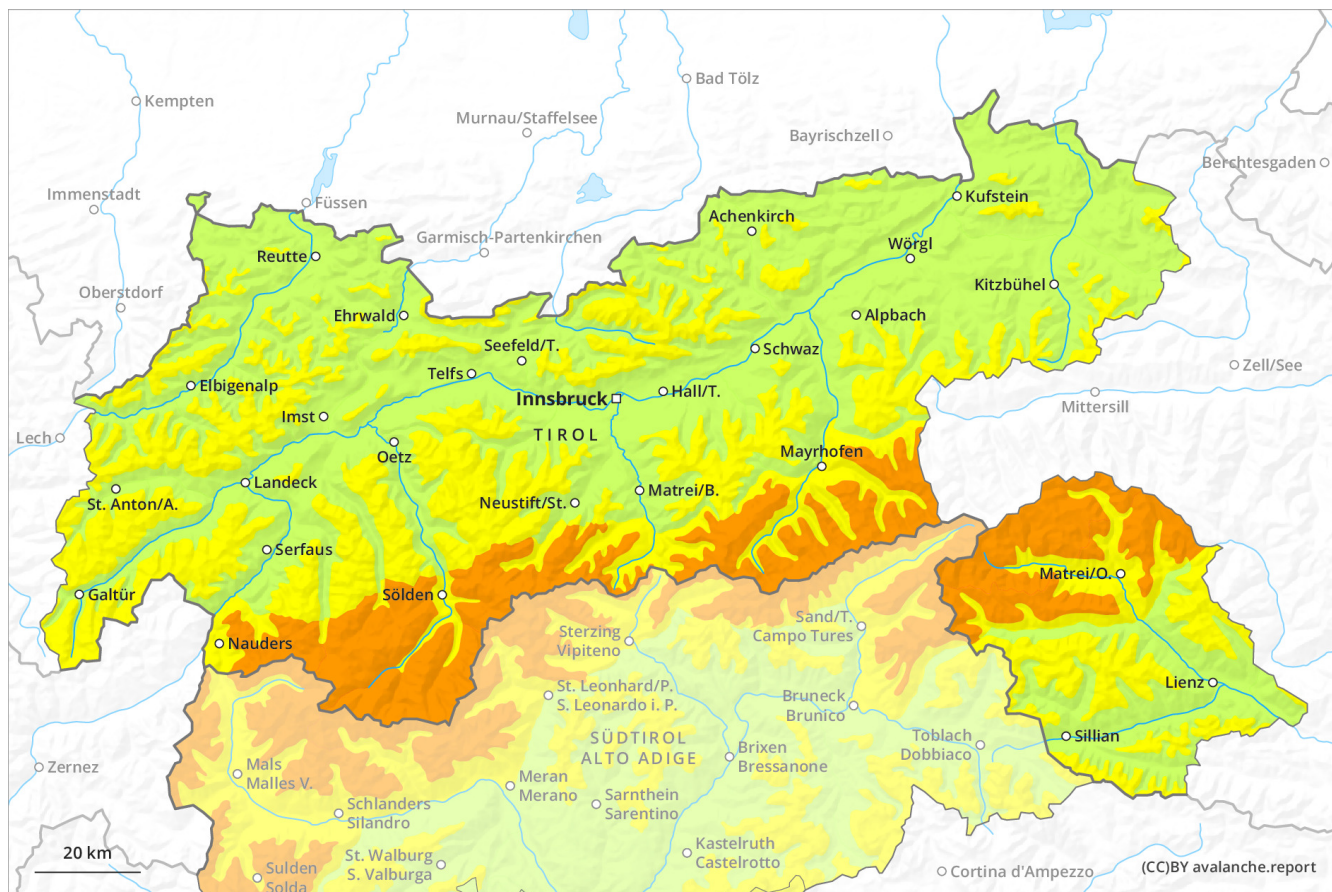 Bad Tölz
Kempten
Murnau/Staffelsee
Bayrischzell
Berchtesgaden
Immenstadt
Füssen
Kufstein
Achenkirch
Garmisch-Partenkirchen
Wörgl
Reutte
Oberstdorf
Kitzbühel
Ehrwald
Alpbach
Seefeld/T.
Schwaz
Zell/See
Telfs
Elbigenalp
Hall/T.
Innsbruck
Mittersill
Imst
Lech
TIROL
Mayrhofen
Oetz
Landeck
Matrei/B.
St. Anton/A.
Neustift/St.
Serfaus
Matrei/O.
Galtür
Sölden
Sand/T.
Campo Tures
Sterzing
Vipiteno
Nauders
Lienz
St. Leonhard/P.
S. Leonardo i. P.
Bruneck
Brunico
Sillian
SÜDTIROL
ALTO ADIGE
Toblach
Dobbiaco
Brixen
Bressanone
Zernez
Mals
Malles V.
Meran
Merano
Sarnthein
Sarentino
Schlanders
Silandro
20 km
Kastelruth
Castelrotto
St. Walburg
S. Valburga
Sulden
Solda
Cortina d'Ampezzo
(CC)BY avalanche.report